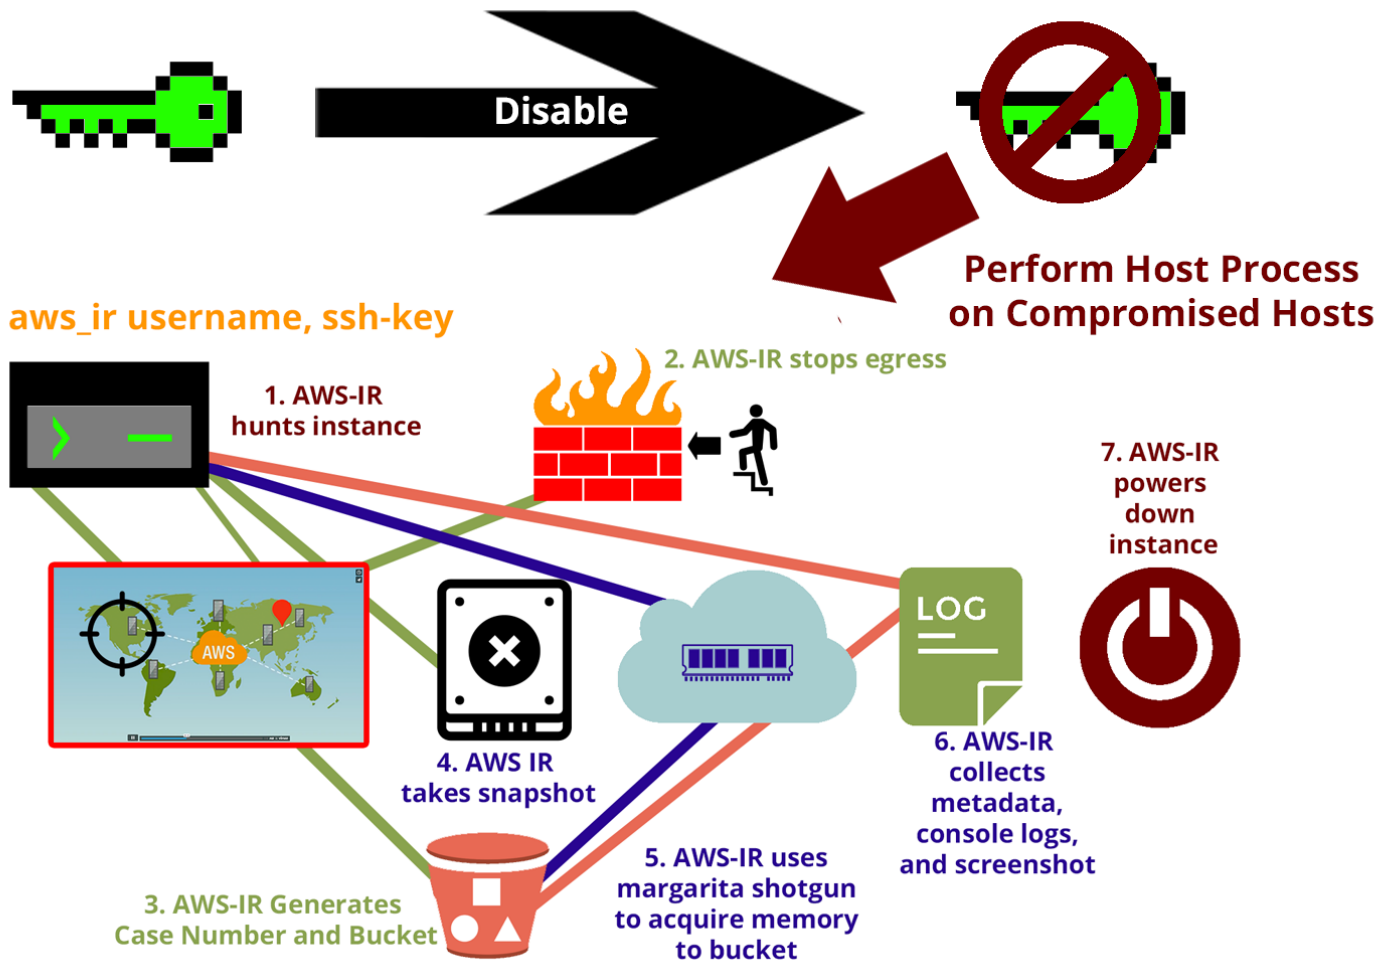 Disable
Perform Host Process
on Compromised Hosts
aws_ir username, ssh-key
1. AWS-IR
hunts instance
2. AWS-IR stops egress
7. AWS-IR
powers
down
instance
AWS
LOG
4. AWS IR
takes snapshot
6. AWS-IR
collects
metadata,
console logs,
and screenshot
3. AWS-IR Generates
Case Number and Bucket
5. AWS-IR uses
margarita shotgun
to acquire memory
to bucket